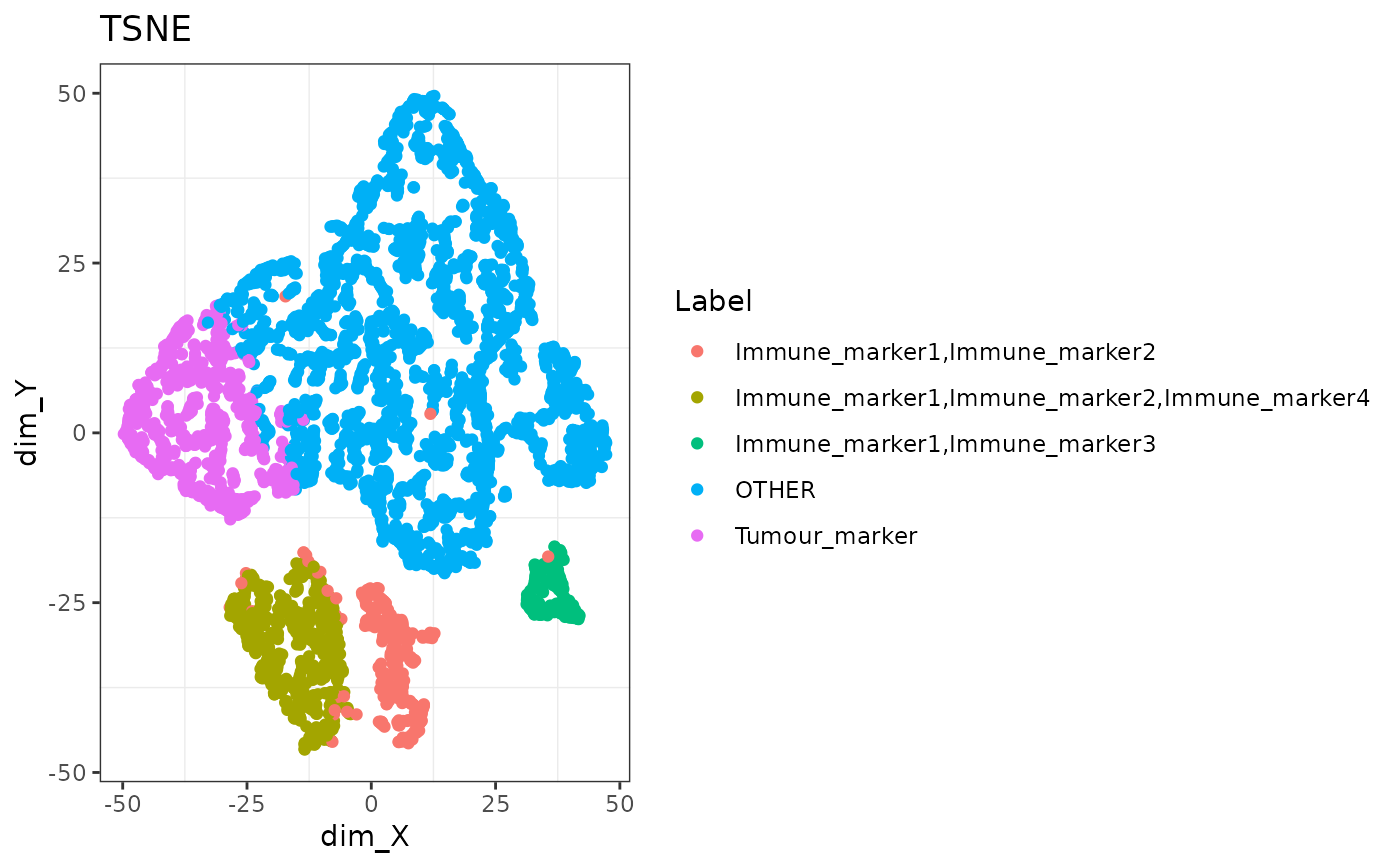 TSNE
50
25
0
-25
-50
dim_Y
-50 -25 0 25 50
dim_X
Label
Immune_marker1,Immune_marker2
Immune_marker1,Immune_marker2,Immune_marker4
Immune_marker1,Immune_marker3
OTHER
Tumour_marker